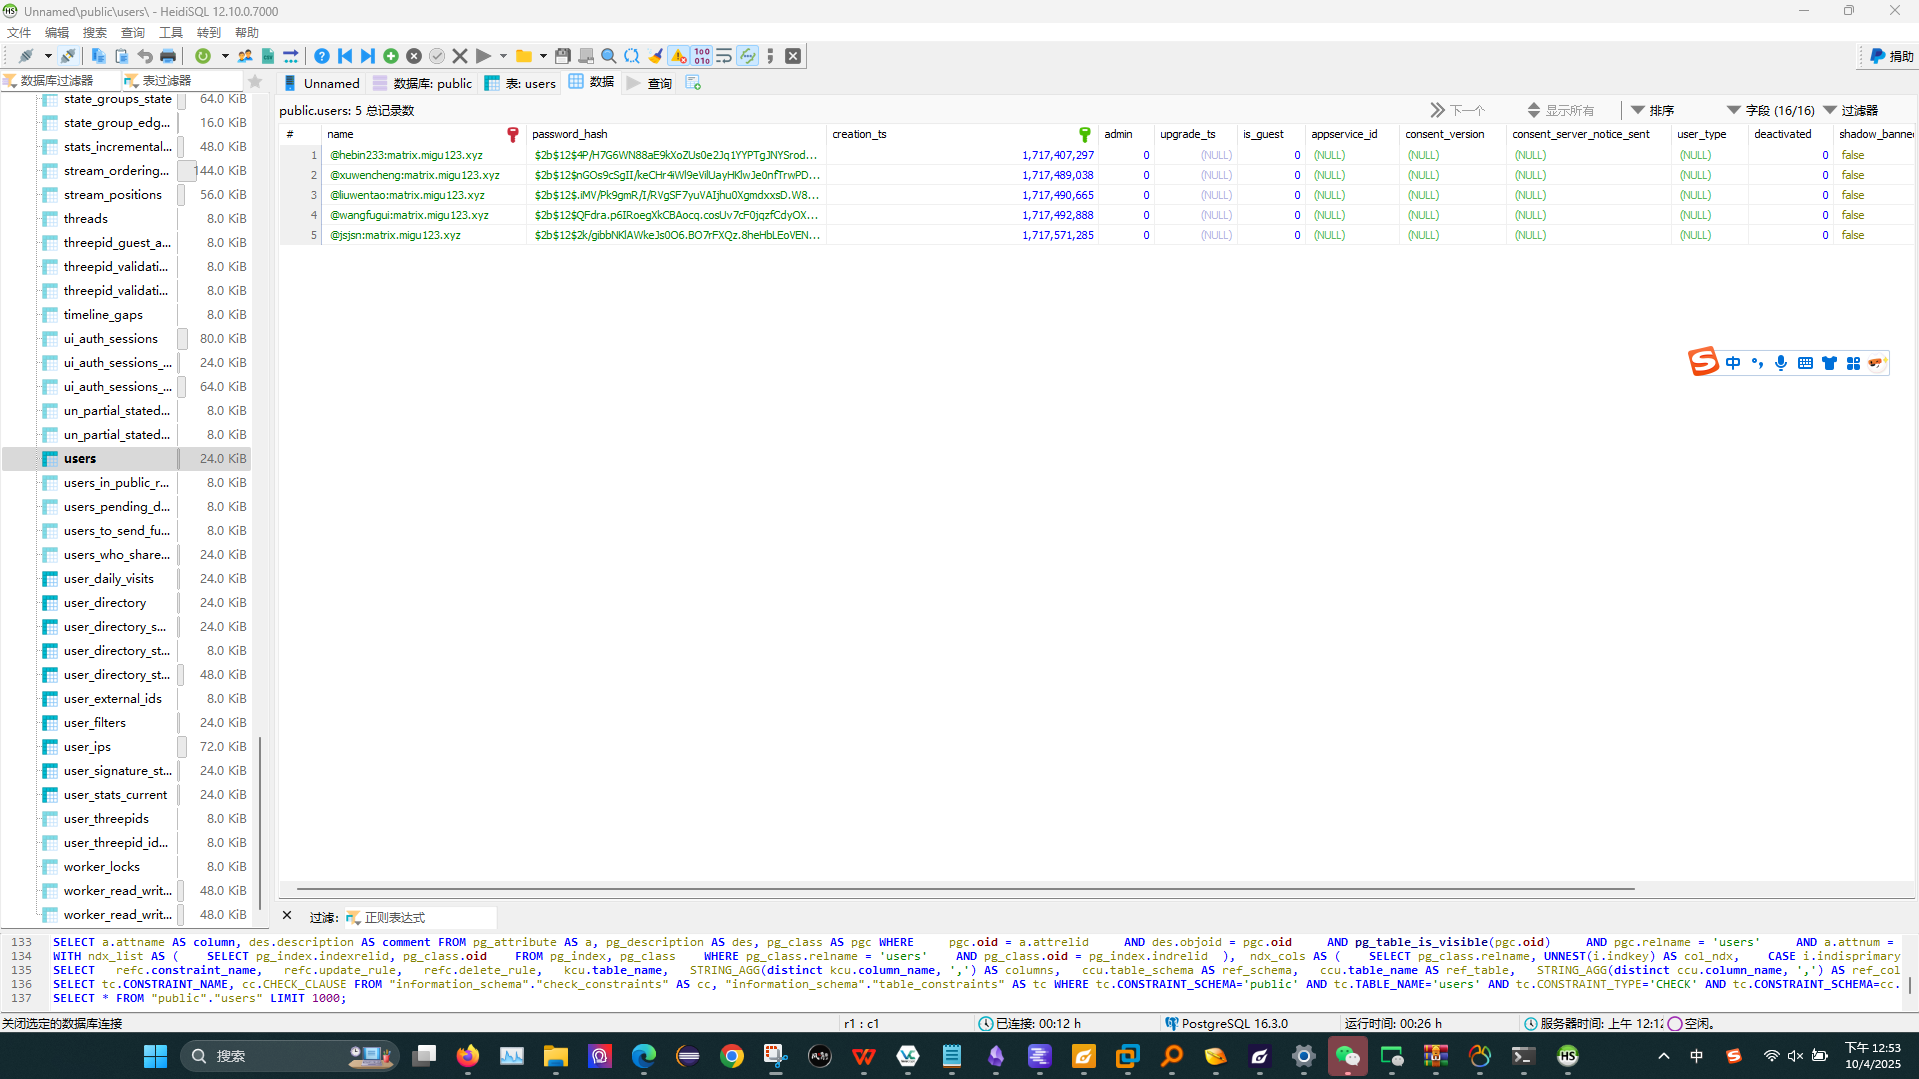 Unnamed\public\users\ - HeidiSQL 12.10.0.7000
文件 编辑 搜索 查询 工具 转到 帮助
捐助
数据库过滤器 表过滤器
Unnamed 数据库: public 表: users 数据 查询
public.users: 5 总记录数 下一个 显示所有 排序 字段 (16/16) 过滤器
# name password_hash creation_ts admin upgrade_ts is_guest appservice_id consent_version consent_server_notice_sent user_type deactivated shadow_banned
1 @hebin233:matrix.migu123.xyz $2b$12$4P/H7G6WN88aE9kXoZUs0e2Jq1YYPTgJNYSrod... 1,717,407,297 0 (NULL) 0 (NULL) (NULL) (NULL) (NULL) 0 false
2 @xuwencheng:matrix.migu123.xyz $2b$12$nGOs9cSgII/keCHr4iWl9eVilUayHKlwJe0nfTrwPD... 1,717,489,038 0 (NULL) 0 (NULL) (NULL) (NULL) (NULL) 0 false
3 @liuwentao:matrix.migu123.xyz $2b$12$.iMV/Pk9gmR/I/RVgSF7yuVAIjhu0XgmdxxsD.W8... 1,717,490,665 0 (NULL) 0 (NULL) (NULL) (NULL) (NULL) 0 false
4 @wangfugui:matrix.migu123.xyz $2b$12$QFdra.p6IRoegXkCBAocq.cosUv7cF0jqzfCdyOX... 1,717,492,888 0 (NULL) 0 (NULL) (NULL) (NULL) (NULL) 0 false
5 @jsjsn:matrix.migu123.xyz $2b$12$2k/gibbNKlAWkeJs0O6.BO7rFXQz.8heHbLEoVEN... 1,717,571,285 0 (NULL) 0 (NULL) (NULL) (NULL) (NULL) 0 false
state_groups_state 64.0 KiB
state_group_edg... 16.0 KiB
stats_incremental... 48.0 KiB
stream_ordering... 144.0 KiB
stream_positions 56.0 KiB
threads 8.0 KiB
threepid_guest_a... 8.0 KiB
threepid_validati... 8.0 KiB
threepid_validati... 8.0 KiB
timeline_gaps 8.0 KiB
ui_auth_sessions 80.0 KiB
ui_auth_sessions_... 24.0 KiB
ui_auth_sessions_... 64.0 KiB
un_partial_stated... 8.0 KiB
un_partial_stated... 8.0 KiB
users 24.0 KiB
users_in_public_r... 8.0 KiB
users_pending_d... 8.0 KiB
users_to_send_fu... 8.0 KiB
users_who_share... 24.0 KiB
user_daily_visits 24.0 KiB
user_directory 24.0 KiB
user_directory_s... 24.0 KiB
user_directory_st... 8.0 KiB
user_directory_st... 48.0 KiB
user_external_ids 8.0 KiB
user_filters 24.0 KiB
user_ips 72.0 KiB
user_signature_st... 24.0 KiB
user_stats_current 24.0 KiB
user_threepids 8.0 KiB
user_threepid_id... 8.0 KiB
worker_locks 8.0 KiB
worker_read_writ... 48.0 KiB
worker_read_writ... 48.0 KiB
中
过滤: 正则表达式
133 SELECT a.attname AS column, des.description AS comment FROM pg_attribute AS a, pg_description AS des, pg_class AS pgc WHERE pgc.oid = a.attrelid AND des.objoid = pgc.oid AND pg_table_is_visible(pgc.oid) AND pgc.relname = 'users' AND a.attnum =
134 WITH ndx_list AS ( SELECT pg_index.indexrelid, pg_class.oid FROM pg_index, pg_class WHERE pg_class.relname = 'users' AND pg_class.oid = pg_index.indrelid ), ndx_cols AS ( SELECT pg_class.relname, UNNEST(i.indkey) AS col_ndx, CASE i.indisprimary
135 SELECT refc.constraint_name, refc.update_rule, refc.delete_rule, kcu.table_name, STRING_AGG(distinct kcu.column_name, ',') AS columns, ccu.table_schema AS ref_schema, ccu.table_name AS ref_table, STRING_AGG(distinct ccu.column_name, ',') AS ref_col
136 SELECT tc.CONSTRAINT_NAME, cc.CHECK_CLAUSE FROM "information_schema"."check_constraints" AS cc, "information_schema"."table_constraints" AS tc WHERE tc.CONSTRAINT_SCHEMA='public' AND tc.TABLE_NAME='users' AND tc.CONSTRAINT_TYPE='CHECK' AND tc.CONSTRAINT_SCHEMA=cc.
137 SELECT * FROM "public"."users" LIMIT 1000;
关闭选定的数据库连接 r1 : c1 已连接: 00:12 h PostgreSQL 16.3.0 运行时间: 00:26 h 服务器时间: 上午 12:12 空闲。
搜索 中 下午 12:53
10/4/2025